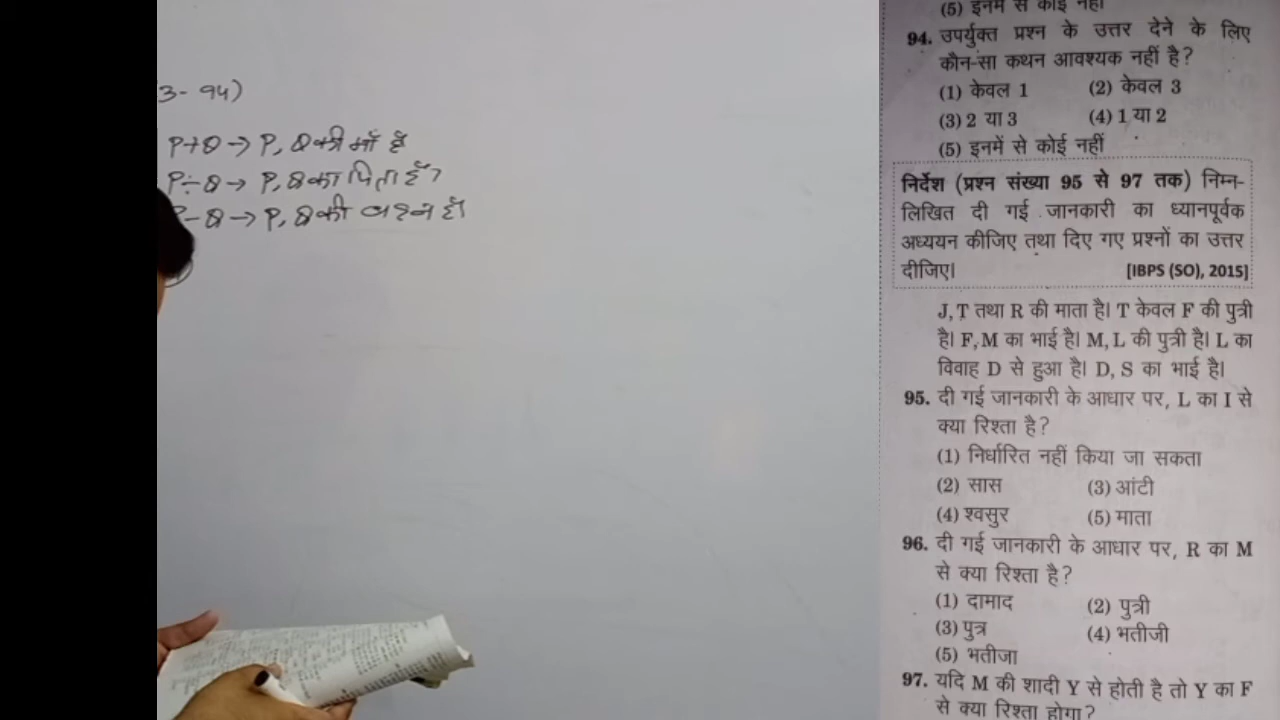 3-94)
P+Q → P, Q की माँ है
P÷Q → P, Q का पिता है,
P-Q → P, Q की बहन है।
(5) इनमें से कोई नहीं
94. उपर्युक्त प्रश्न के उत्तर देने के लिए
कौन-सा कथन आवश्यक नहीं है?
(1) केवल 1 (2) केवल 3
(3) 2 या 3 (4) 1 या 2
(5) इनमें से कोई नहीं
निर्देश (प्रश्न संख्या 95 से 97 तक) निम्न-
लिखित दी गई जानकारी का ध्यानपूर्वक
अध्ययन कीजिए तथा दिए गए प्रश्नों का उत्तर
दीजिए। [IBPS (SO), 2015]
J, T तथा R की माता है। T केवल F की पुत्री
है। F, M का भाई है। M, L की पुत्री है। L का
विवाह D से हुआ है। D, S का भाई है।
95. दी गई जानकारी के आधार पर, L का I से
क्या रिश्ता है?
(1) निर्धारित नहीं किया जा सकता
(2) सास (3) आंटी
(4) श्वसुर (5) माता
96. दी गई जानकारी के आधार पर, R का M
से क्या रिश्ता है?
(1) दामाद (2) पुत्री
(3) पुत्र (4) भतीजी
(5) भतीजा
97. यदि M की शादी Y से होती है तो Y का F
से क्या रिश्ता होगा?